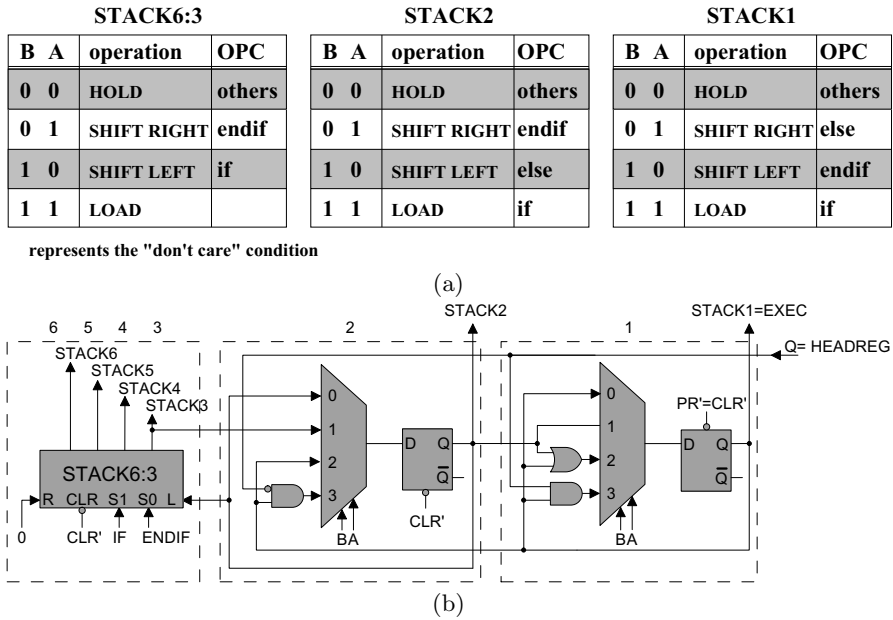 STACK6:3 STACK2 STACK1
B A operation OPC B A operation OPC B A operation OPC
0 0 HOLD others 0 0 HOLD others 0 0 HOLD others
0 1 SHIFT RIGHT endif 0 1 SHIFT RIGHT endif 0 1 SHIFT RIGHT else
1 0 SHIFT LEFT if 1 0 SHIFT LEFT else 1 0 SHIFT LEFT endif
1 1 LOAD 1 1 LOAD if 1 1 LOAD if
represents the "don't care" condition
(a)
STACK2 STACK1=EXEC
6 5 4 3 2 1
STACK6 Q= HEADREG
STACK5
STACK4
STACK3
0 0
PR'=CLR'
1 1
D Q D Q
2 2
STACK6:3 Q Q
3 3
R CLR S1 S0 L
CLR'
0 CLR' IF ENDIF BA BA
(b)